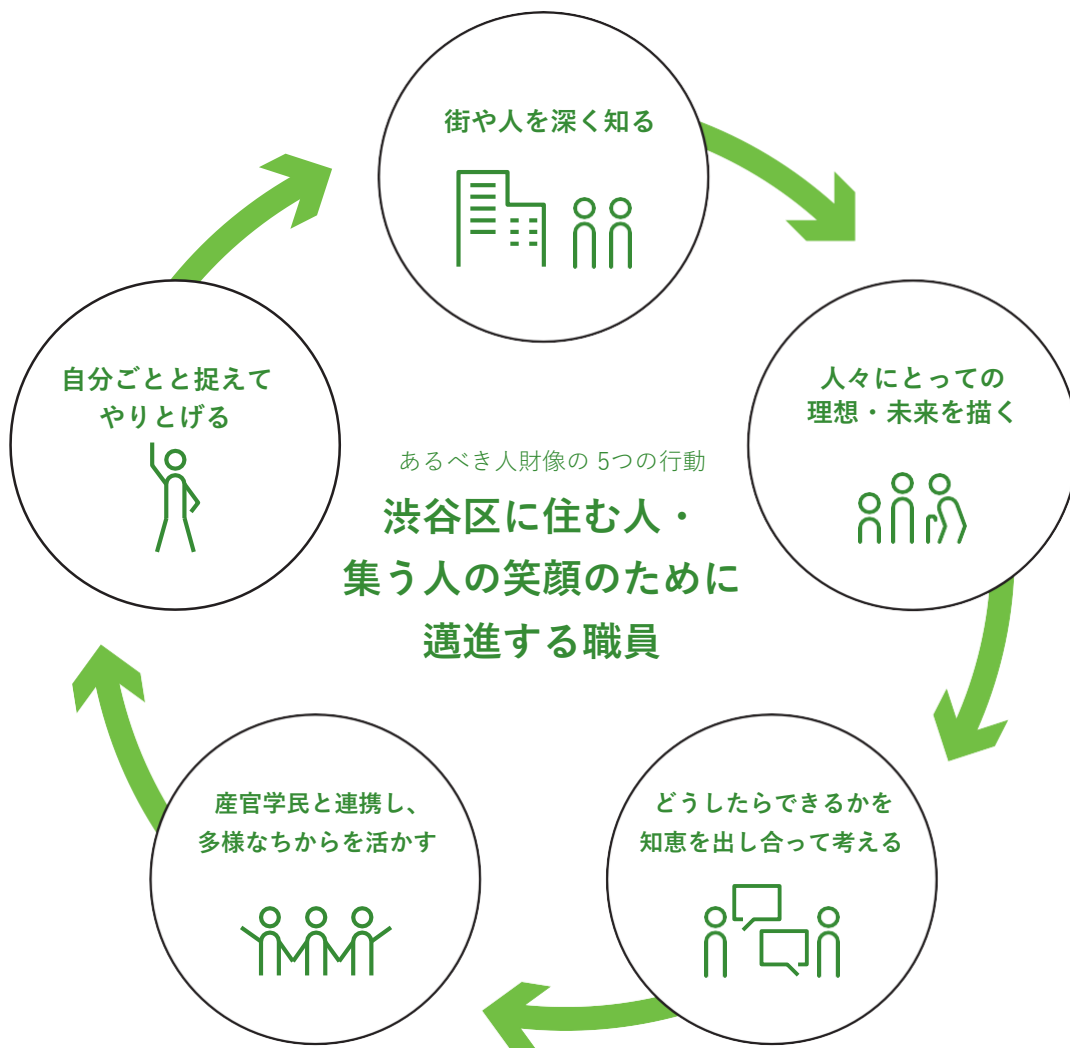 街や人を深く知る
人々にとっての
理想・未来を描く
どうしたらできるかを
知恵を出し合って考える
産官学民と連携し、
多様なちからを活かす
自分ごとと捉えて
やりとげる
あるべき人財像の 5つの行動
渋谷区に住む人・
集う人の笑顔のために
邁進する職員